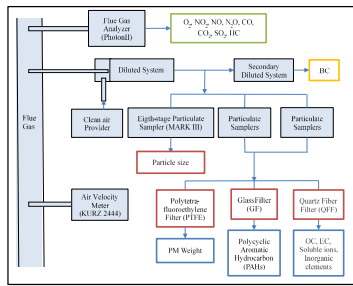 Flue Gas
Analyzer
(PhotonII)
O₂, NO₂, NO, N₂O, CO,
CO₂, SO₂, HC
Diluted System
Secondary
Diluted System
BC
Flue
Gas
Clean air
Provider
Eigth-stage Particulate
Sampler (MARK III)
Particulate
Samplers
Particulate
Samplers
Particle size
Air Velocity
Meter
(KURZ 2444)
Polytetra-
fluoroethylene
Filter (PTFE)
GlassFilter
(GF)
Quartz Fiber
Filter (QFF)
PM Weight
Polycyclic
Aromatic
Hydrocarbon
(PAHs)
OC, EC,
Soluble ions,
Inorganic
elements